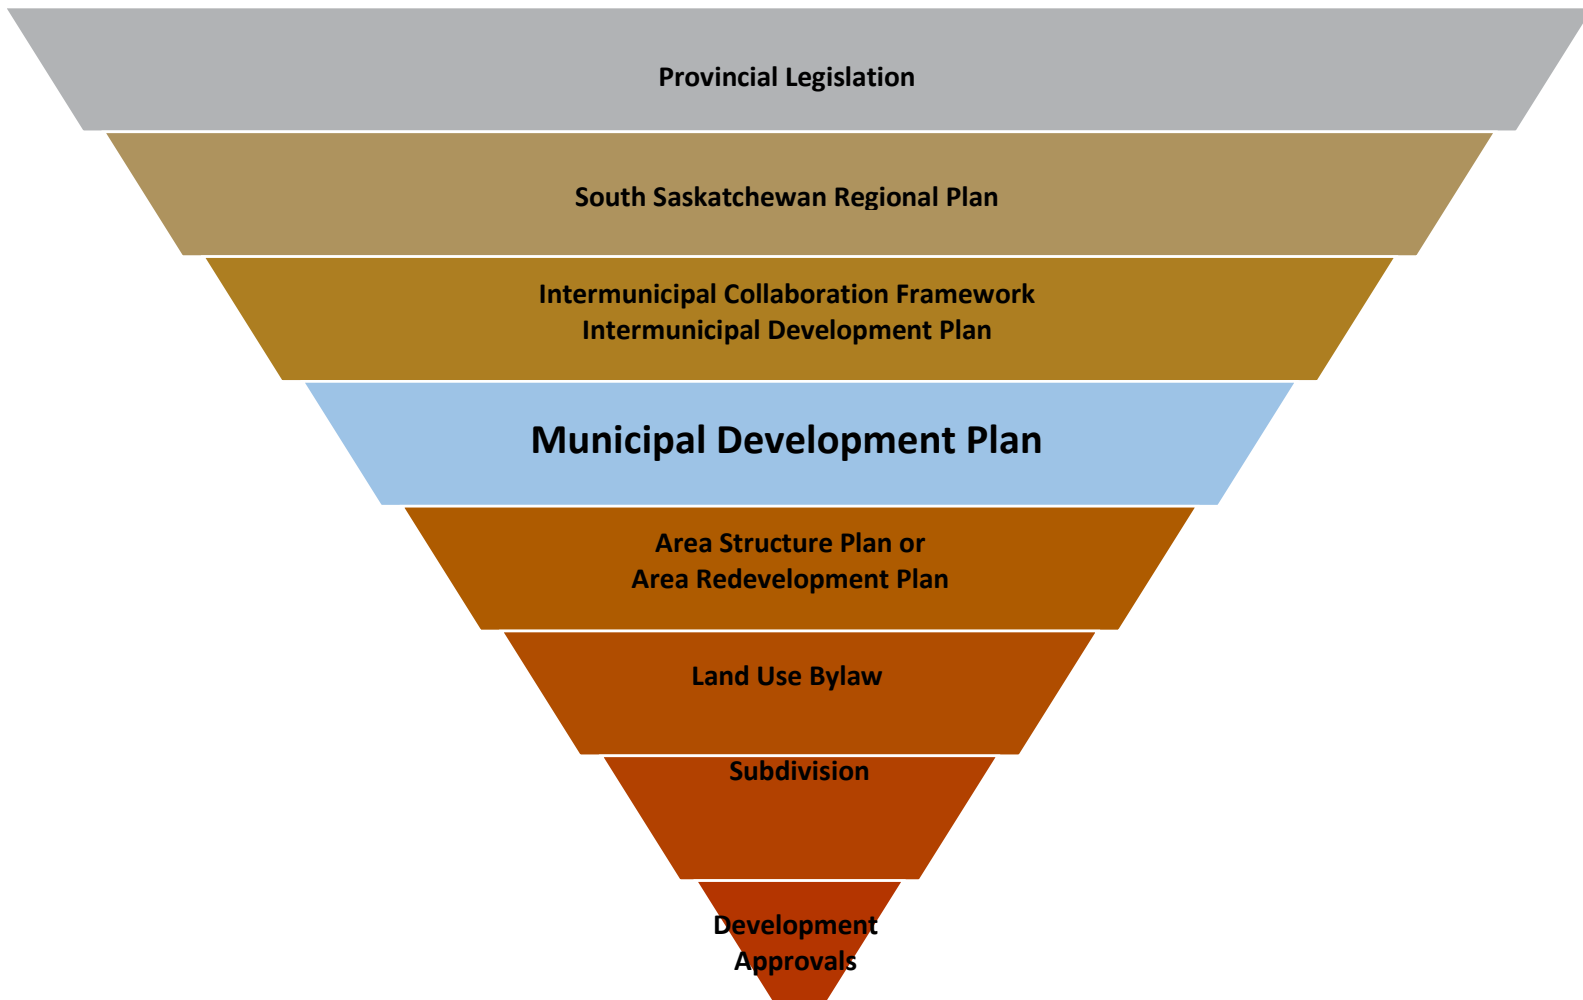 Provincial Legislation
South Saskatchewan Regional Plan
Intermunicipal Collaboration Framework
Intermunicipal Development Plan
Municipal Development Plan
Area Structure Plan or
Area Redevelopment Plan
Land Use Bylaw
Subdivision
Development
Approvals